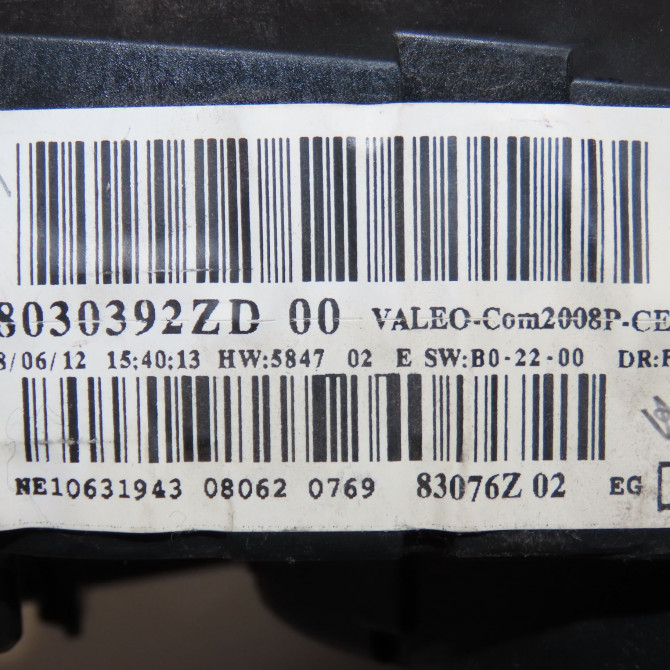 8030392ZD 00 VALEO-Com2008P-CE
8/06/12 15:40:13 HW:5847 02 E SW:B0-22-00 DR:F
NE10631943 08062 0769 83076Z 02 EG